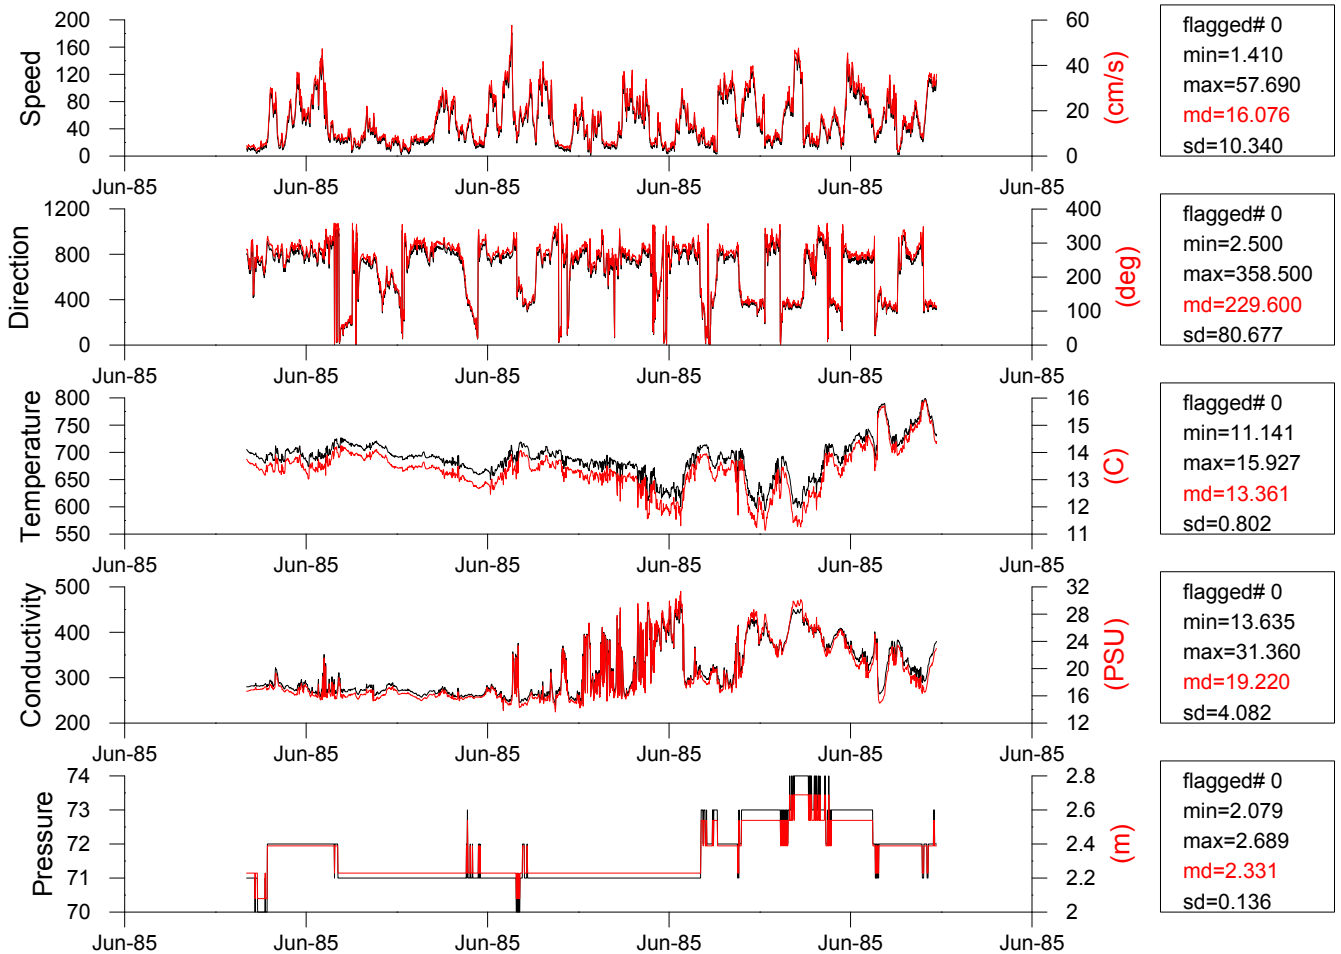 Speed
200
160
120
80
40
0
60
40
20
0
(cm/s)
Jun-85 Jun-85 Jun-85 Jun-85 Jun-85 Jun-85
flagged# 0
min=1.410
max=57.690
md=16.076
sd=10.340
Direction
1200
800
400
0
400
300
200
100
0
(deg)
Jun-85 Jun-85 Jun-85 Jun-85 Jun-85 Jun-85
flagged# 0
min=2.500
max=358.500
md=229.600
sd=80.677
Temperature
800
750
700
650
600
550
16
15
14
13
12
11
(C)
Jun-85 Jun-85 Jun-85 Jun-85 Jun-85 Jun-85
flagged# 0
min=11.141
max=15.927
md=13.361
sd=0.802
Conductivity
500
400
300
200
32
28
24
20
16
12
(PSU)
Jun-85 Jun-85 Jun-85 Jun-85 Jun-85 Jun-85
flagged# 0
min=13.635
max=31.360
md=19.220
sd=4.082
Pressure
74
73
72
71
70
2.8
2.6
2.4
2.2
2
(m)
Jun-85 Jun-85 Jun-85 Jun-85 Jun-85 Jun-85
flagged# 0
min=2.079
max=2.689
md=2.331
sd=0.136